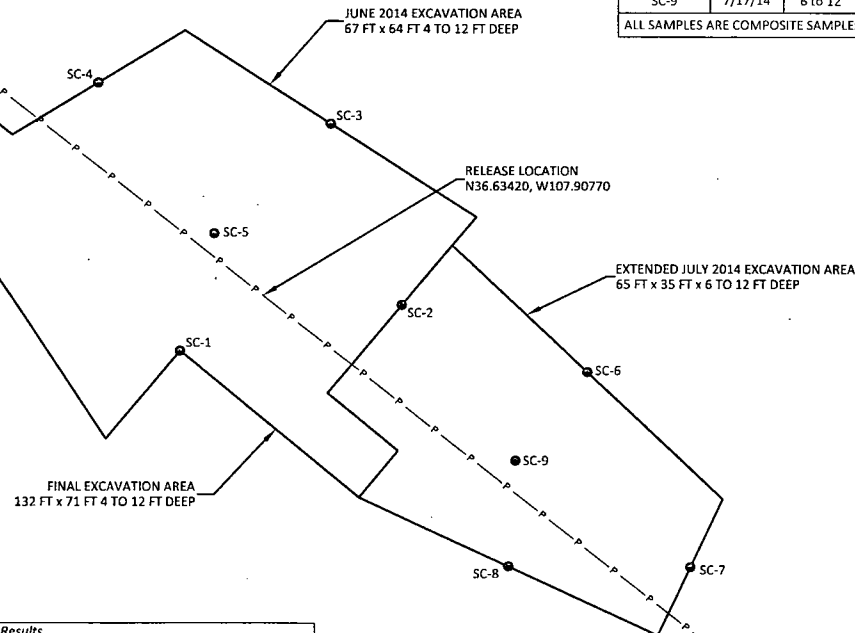 SC-9 7/17/14 6 to 12
ALL SAMPLES ARE COMPOSITE SAMPLES
JUNE 2014 EXCAVATION AREA
67 FT x 64 FT 4 TO 12 FT DEEP
SC-4
SC-3
RELEASE LOCATION
N36.63420, W107.90770
SC-5
EXTENDED JULY 2014 EXCAVATION AREA
65 FT x 35 FT x 6 TO 12 FT DEEP
SC-2
SC-1
SC-6
SC-9
FINAL EXCAVATION AREA
132 FT x 71 FT 4 TO 12 FT DEEP
SC-8
SC-7
Results
P P P P P P P P P P P P P P P P P P P